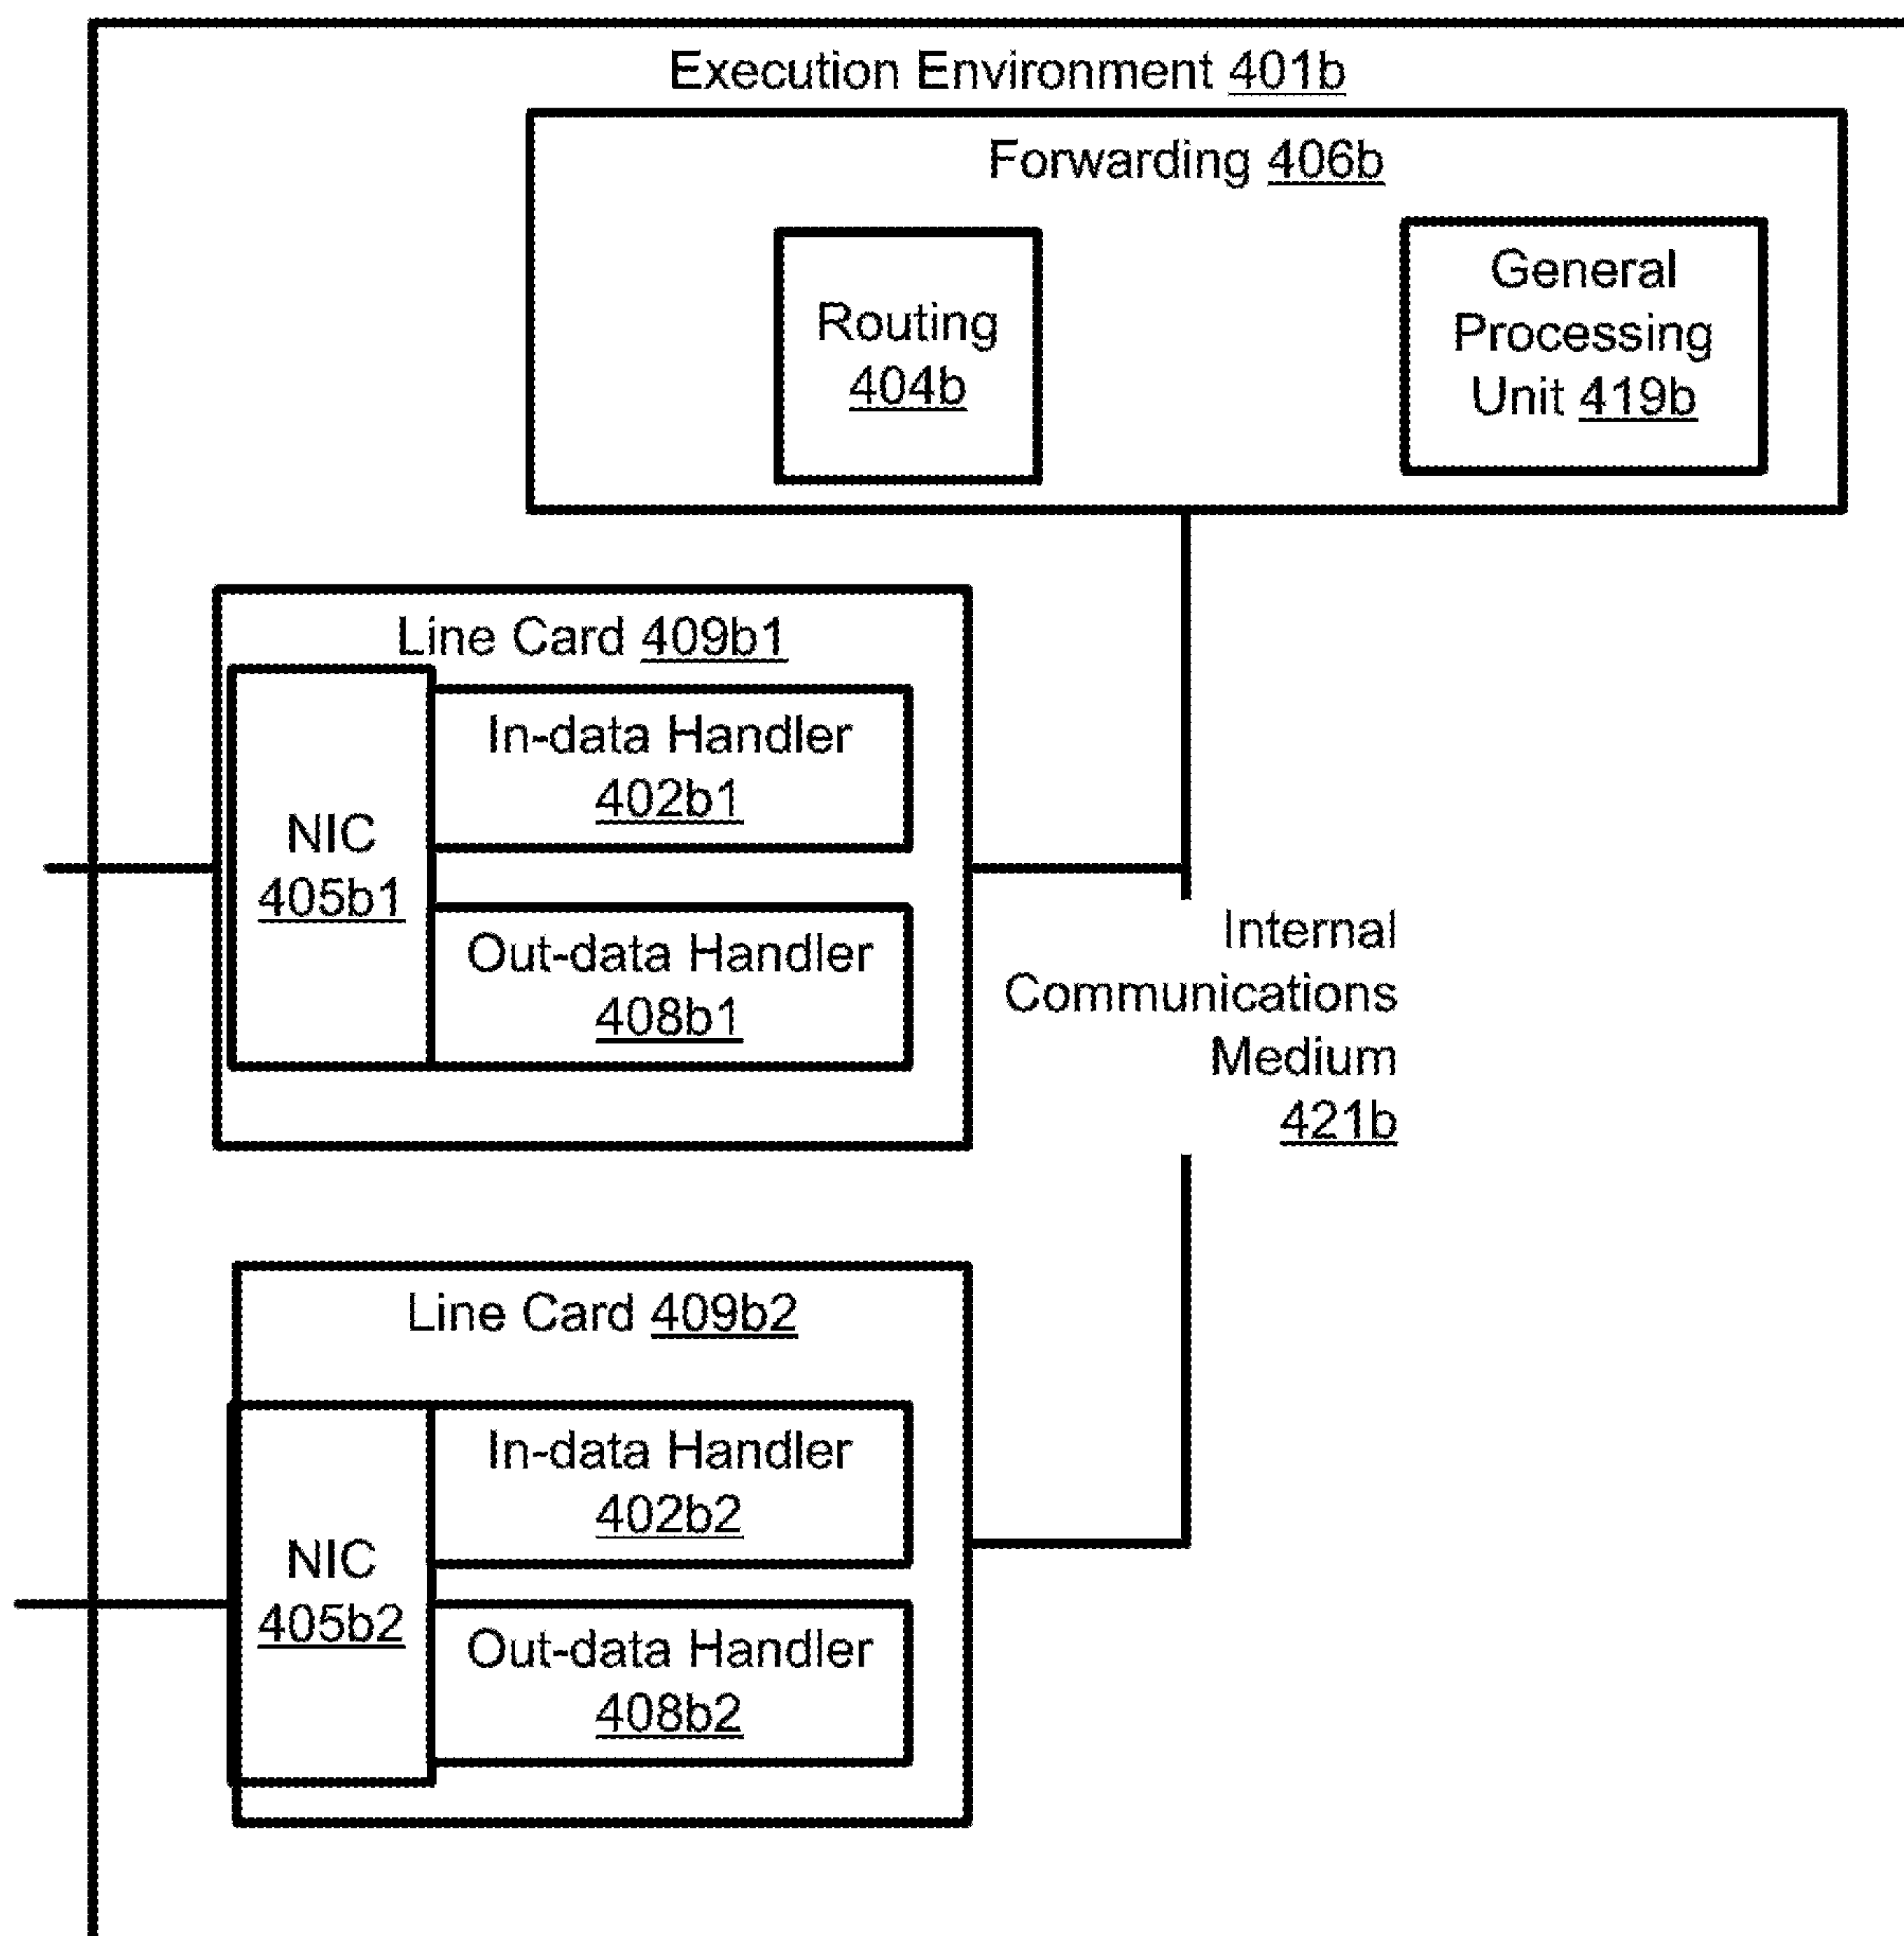 Execution Environment 401b
Forwarding 406b
Routing
404b
General
Processing
Unit 419b
Line Card 409b1
In-data Handler
402b1
NIC
405b1
Out-data Handler
408b1
Internal
Communications
Medium
421b
Line Card 409b2
In-data Handler
402b2
NIC
405b2
Out-data Handler
408b2